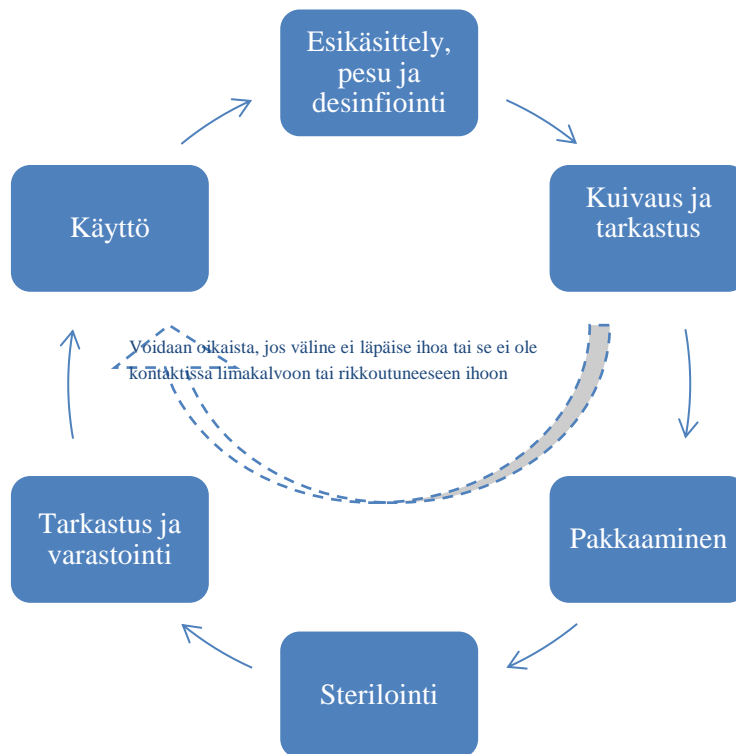 Esikäsittely,
pesu ja
desinfiointi
Kuivaus ja
tarkastus
Pakkaaminen
Sterilointi
Tarkastus ja
varastointi
Käyttö
Voidaan oikaista, jos väline ei läpäise ihoa tai se ei ole
kontaktissa limakalvoon tai rikkoutuneeseen ihoon